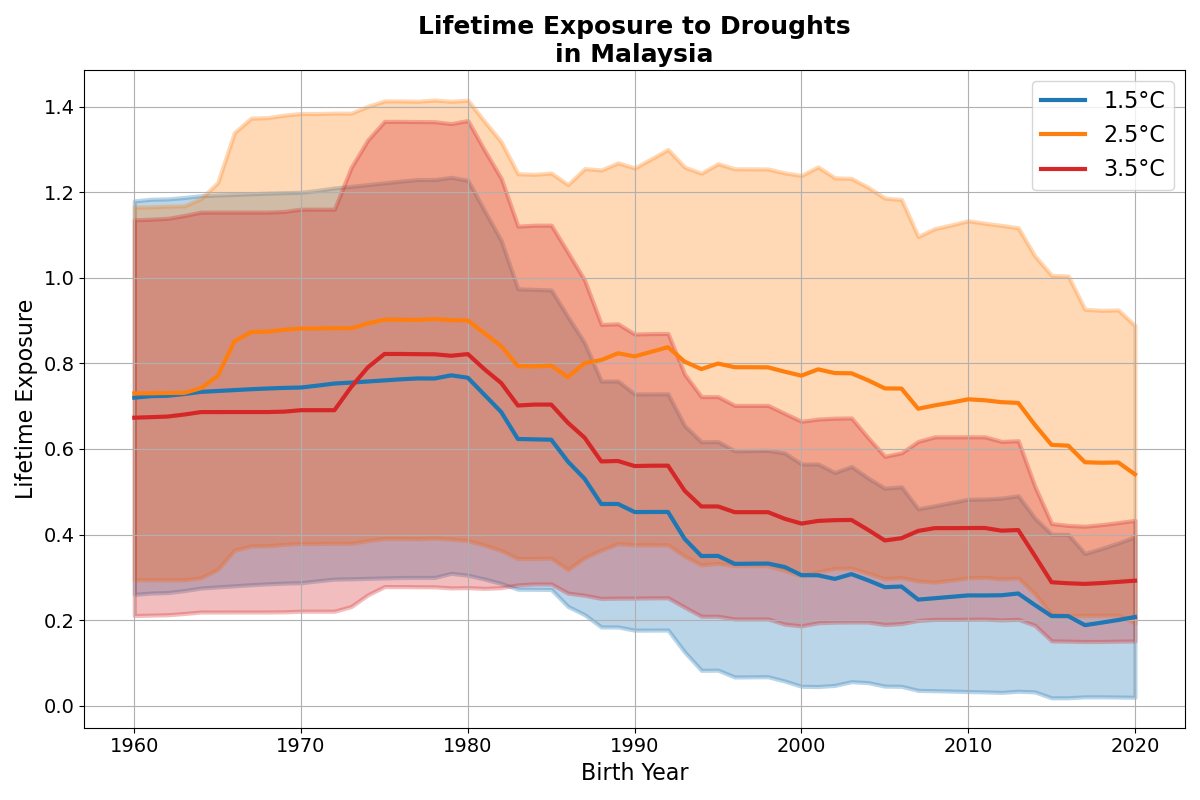 Lifetime Exposure to Droughts
in Malaysia
1.5°C
2.5°C
3.5°C
Lifetime Exposure
1.4
1.2
1.0
0.8
0.6
0.4
0.2
0.0
1960 1970 1980 1990 2000 2010 2020
Birth Year